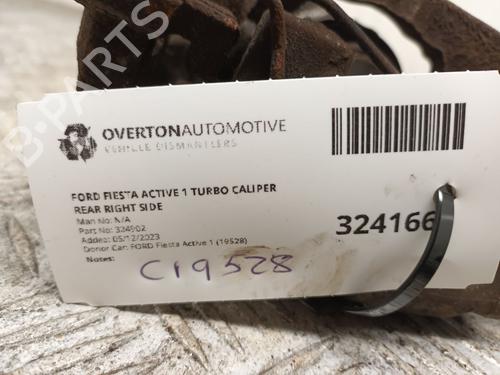 B-PARTS
OVERTONAUTOMOTIVE
VEHICLE DISMANTLERS
FORD FIESTA ACTIVE 1 TURBO CALIPER
REAR RIGHT SIDE
Man No: N/A
Part No: 324902
Added: 05/12/2023
Donor Car: FORD Fiesta Active 1 (19528)
Notes:
C19528
324166